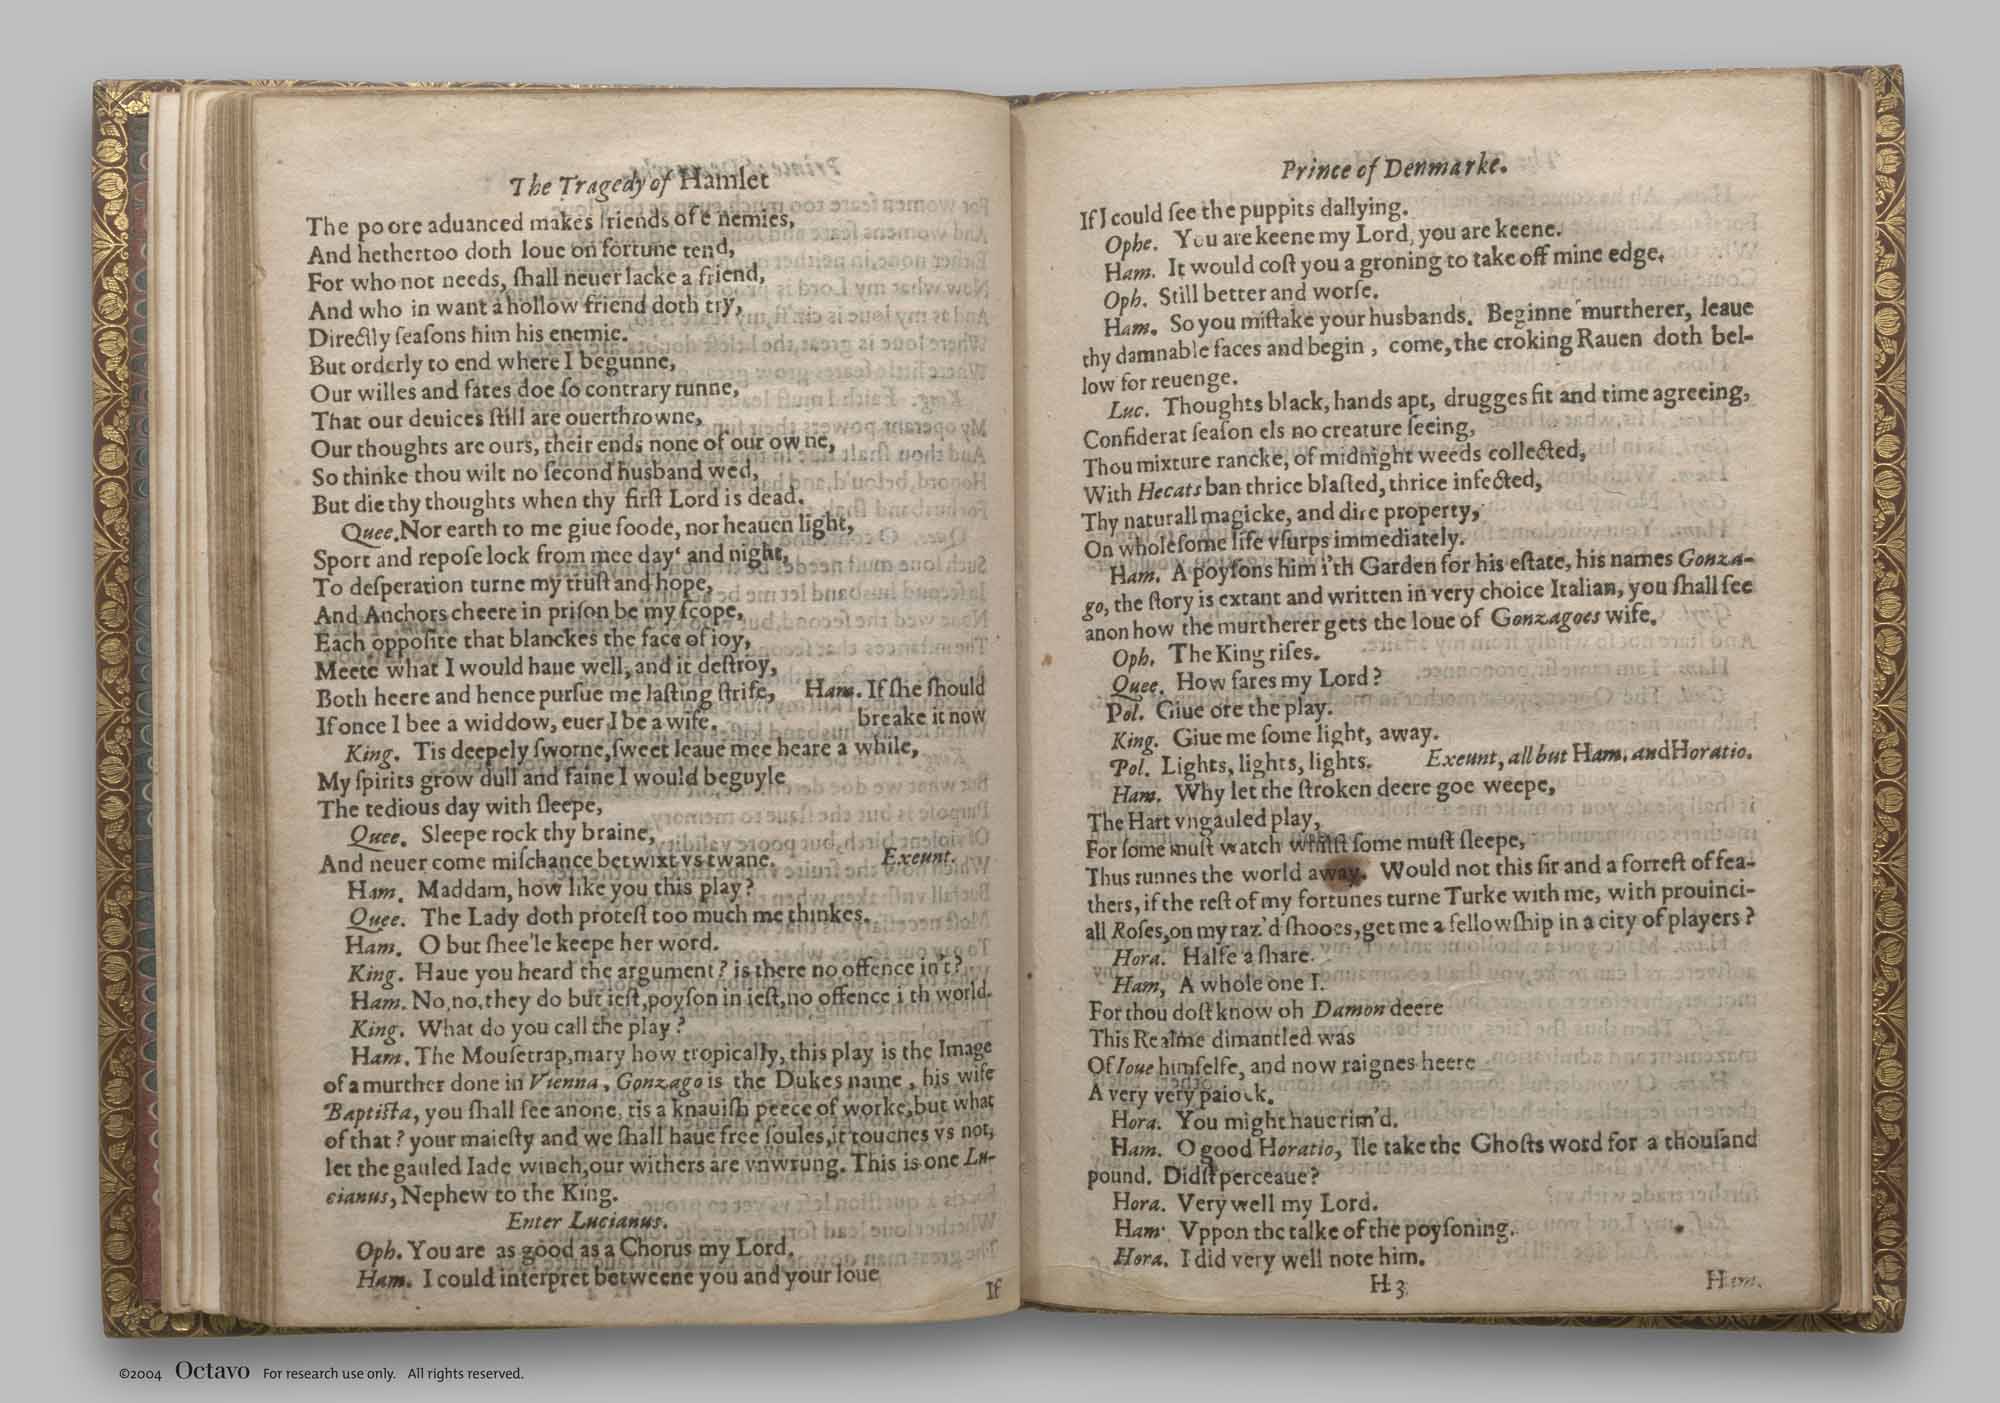 The Tragedy of Hamlet
The poore aduanced makes friends of enemies,
And hethertoo doth loue on fortune tend,
For who not needs, ſhall neuer lacke a friend,
And who in want a hollow friend doth try,
Directly ſeaſons him his enemie.
But orderly to end where I begunne,
Our willes and fates doe ſo contrary runne,
That our deuices ſtill are ouerthrowne,
Our thoughts are ours, their ends none of our owne,
So thinke thou wilt no ſecond husband wed,
But die thy thoughts when thy firſt Lord is dead.
Quee. Nor earth to me giue foode, nor heauen light,
Sport and repoſe lock from mee day and night,
To deſperation turne my truſt and hope,
And Anchors cheere in priſon be my ſcope,
Each oppoſite that blanckes the face of ioy,
Meete what I would haue well, and it deſtroy,
Both heere and hence purſue me laſting ſtrife, Ham. If ſhe ſhould
If once I bee a widdow, euer I be a wife. breake it now
King. Tis deepely ſworne, ſweet leaue mee heare a while,
My ſpirits grow dull and faine I would beguyle
The tedious day with ſleepe,
Quee. Sleepe rock thy braine,
And neuer come miſchance betwixt vs twane. Exeunt.
Ham. Maddam, how like you this play?
Quee. The Lady doth proteſt too much me thinkes.
Ham. O but ſhee'le keepe her word.
King. Haue you heard the argument? is there no offence in't?
Ham. No, no, they do but ieſt, poyſon in ieſt, no offence i'th world.
King. What do you call the play?
Ham. The Mouſetrap, mary how tropically, this play is the Image
of a murther done in Vienna, Gonzago is the Dukes name, his wife
Baptiſta, you ſhall ſee anone, tis a knauiſh peece of worke, but what
of that? your maieſty and we ſhall haue free ſoules, it touches vs not,
let the gauled Iade winch, our withers are vnwrung. This is one Lu-
cianus, Nephew to the King.
Enter Lucianus.
Oph. You are as good as a Chorus my Lord.
Ham. I could interpret betweene you and your loue
If
Prince of Denmarke.
If I could ſee the puppits dallying.
Ophe. You are keene my Lord, you are keene.
Ham. It would coſt you a groning to take off mine edge.
Oph. Still better and worſe.
Ham. So you miſtake your husbands. Beginne murtherer, leaue
thy damnable faces and begin, come, the croking Rauen doth bel-
low for reuenge.
Luc. Thoughts black, hands apt, drugges fit and time agreeing,
Confiderat ſeaſon els no creature ſeeing,
Thou mixture rancke, of midnight weeds collected,
With Hecats ban thrice blaſted, thrice infected,
Thy naturall magicke, and dire property,
On wholeſome life vſurps immediately.
Ham. A poyſons him i'th Garden for his eſtate, his names Gonza-
go, the ſtory is extant and written in very choice Italian, you ſhall ſee
anon how the murtherer gets the loue of Gonzagoes wife.
Oph. The King riſes.
Quee. How fares my Lord?
Pol. Giue ore the play.
King. Giue me ſome light, away.
Pol. Lights, lights, lights. Exeunt, all but Ham. and Horatio.
Ham. Why let the ſtroken deere goe weepe,
The Hart vngauled play,
For ſome muſt watch whilſt ſome muſt ſleepe,
Thus runnes the world away. Would not this ſir and a forreſt of fea-
thers, if the reſt of my fortunes turne Turke with me, with prouinci-
all Roſes, on my raz'd ſhooes, get me a fellowſhip in a city of players?
Hora. Halfe a ſhare.
Ham, A whole one I.
For thou doſt know oh Damon deere
This Realme dimantled was
Of Ioue himſelfe, and now raignes heere
A very very paiock.
Hora. You might haue rim'd.
Ham. O good Horatio, Ile take the Ghoſts word for a thouſand
pound. Didſt perceaue?
Hora. Very well my Lord.
Ham. Vppon the talke of the poyſoning.
Hora. I did very well note him.
H 3
Ham.
©2004 Octavo For research use only. All rights reserved.